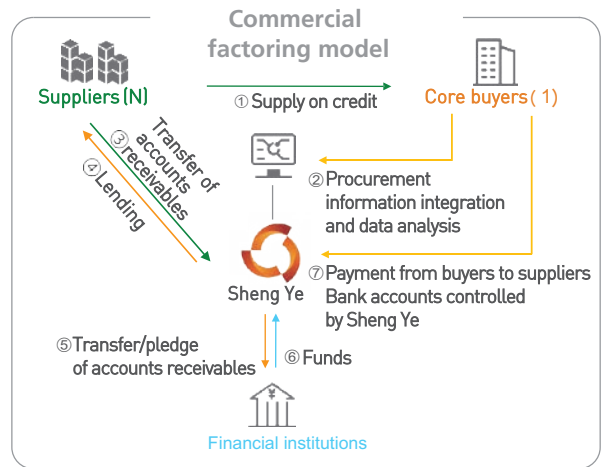 Commercial
factoring model
Suppliers (N)
① Supply on credit
Core buyers ( 1)
③ Transfer of
accounts
receivables
④ Lending
② Procurement
information integration
and data analysis
Sheng Ye
⑦ Payment from buyers to suppliers
Bank accounts controlled
by Sheng Ye
⑤ Transfer/pledge
of accounts receivables
⑥ Funds
¥
Financial institutions